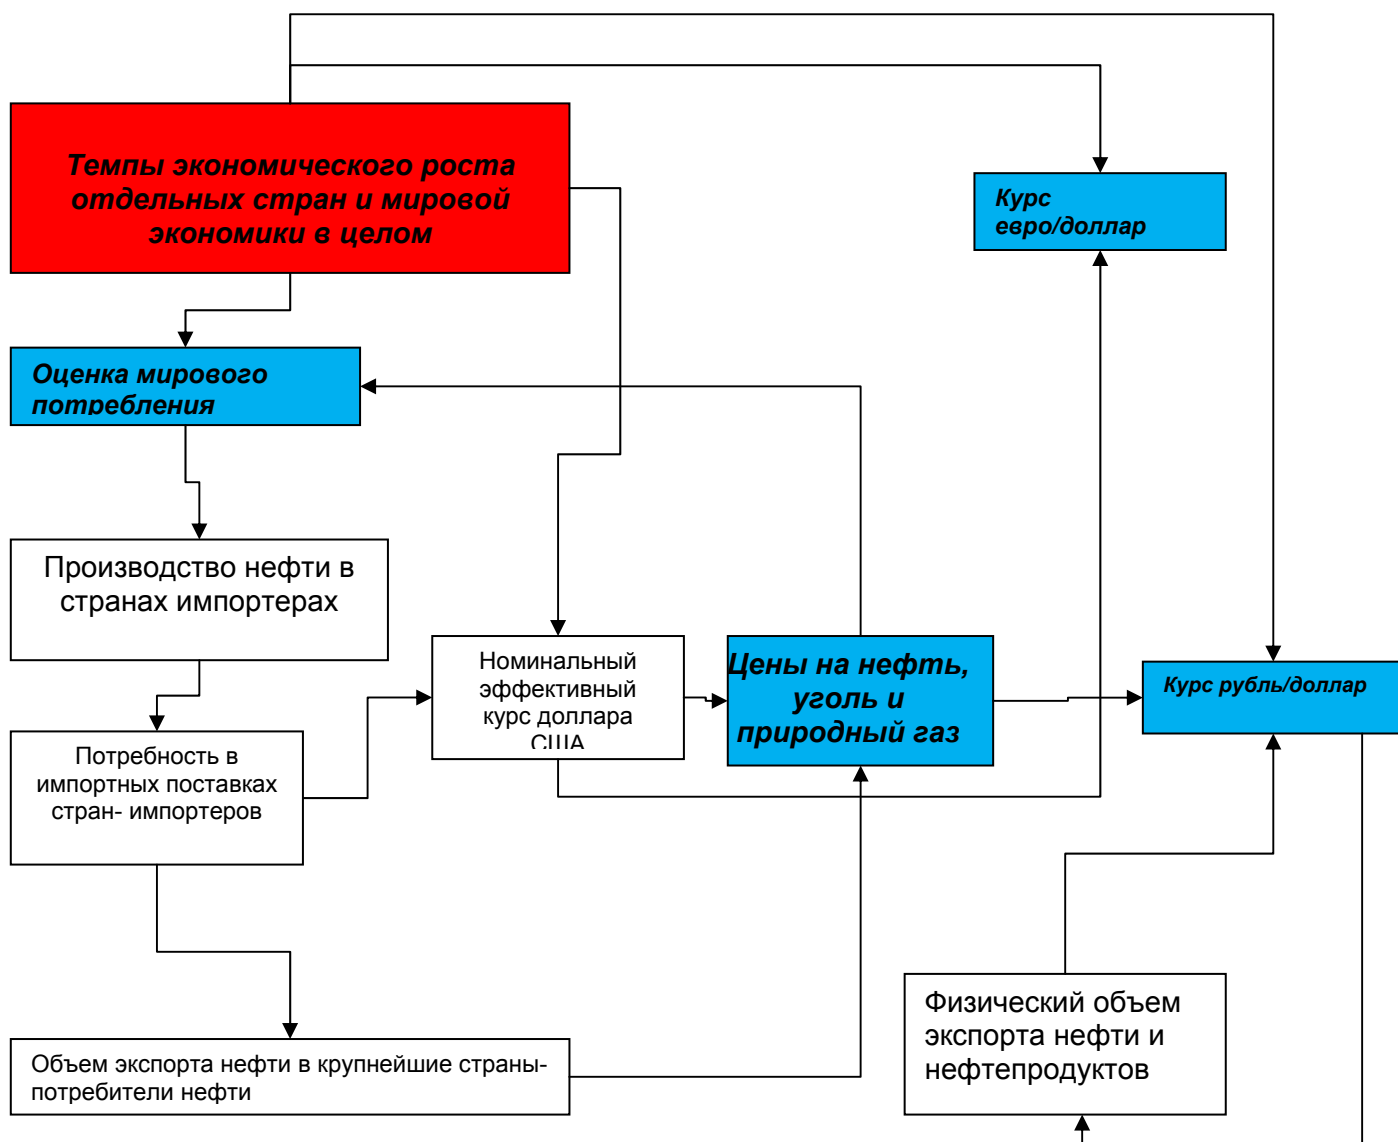 Темпы экономического роста
отдельных стран и мировой
экономики в целом
Курс
евро/доллар
Оценка мирового
потребления
Производство нефти в
странах импортерах
Номинальный
эффективный
курс доллара
США
Цены на нефть,
уголь и
природный газ
Курс рубль/доллар
Потребность в
импортных поставках
стран- импортеров
Физический объем
экспорта нефти и
нефтепродуктов
Объем экспорта нефти в крупнейшие страны-
потребители нефти